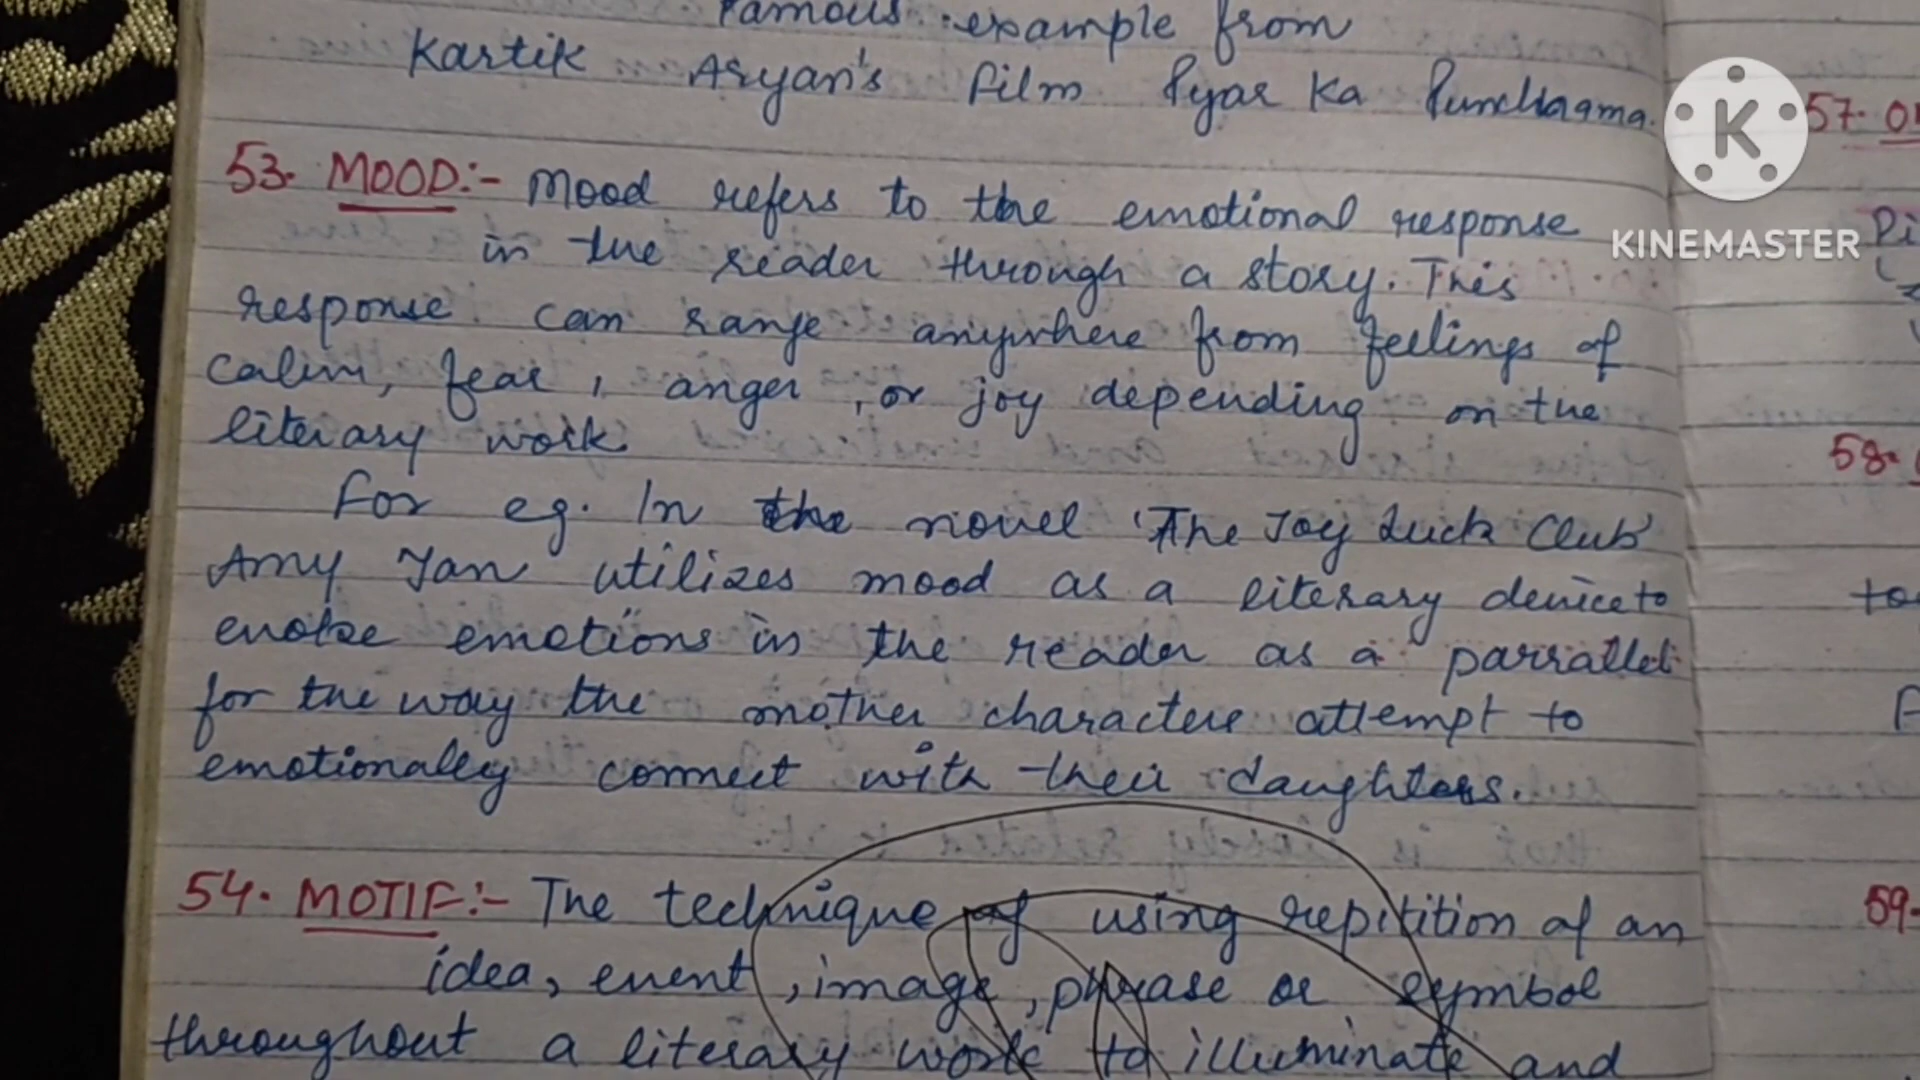 Famous example from
Kartik Aryan's film Pyar Ka Punchnama.
53. MOOD:- Mood refers to the emotional response
in the reader through a story. This
response can range anywhere from feelings of
calm, fear, anger, or joy depending on the
literary work
For eg. In the novel 'The Joy Luck Club'
Amy Tan utilizes mood as a literary device to
evoke emotions in the reader as a parrallel
for the way the mother characters attempt to
emotionally connect with their daughters.
54. MOTIF:- The technique of using repitition of an
idea, event, image, phrase or symbol
throughout a literary work to illuminate and
57.
58.
59.
KINEMASTER